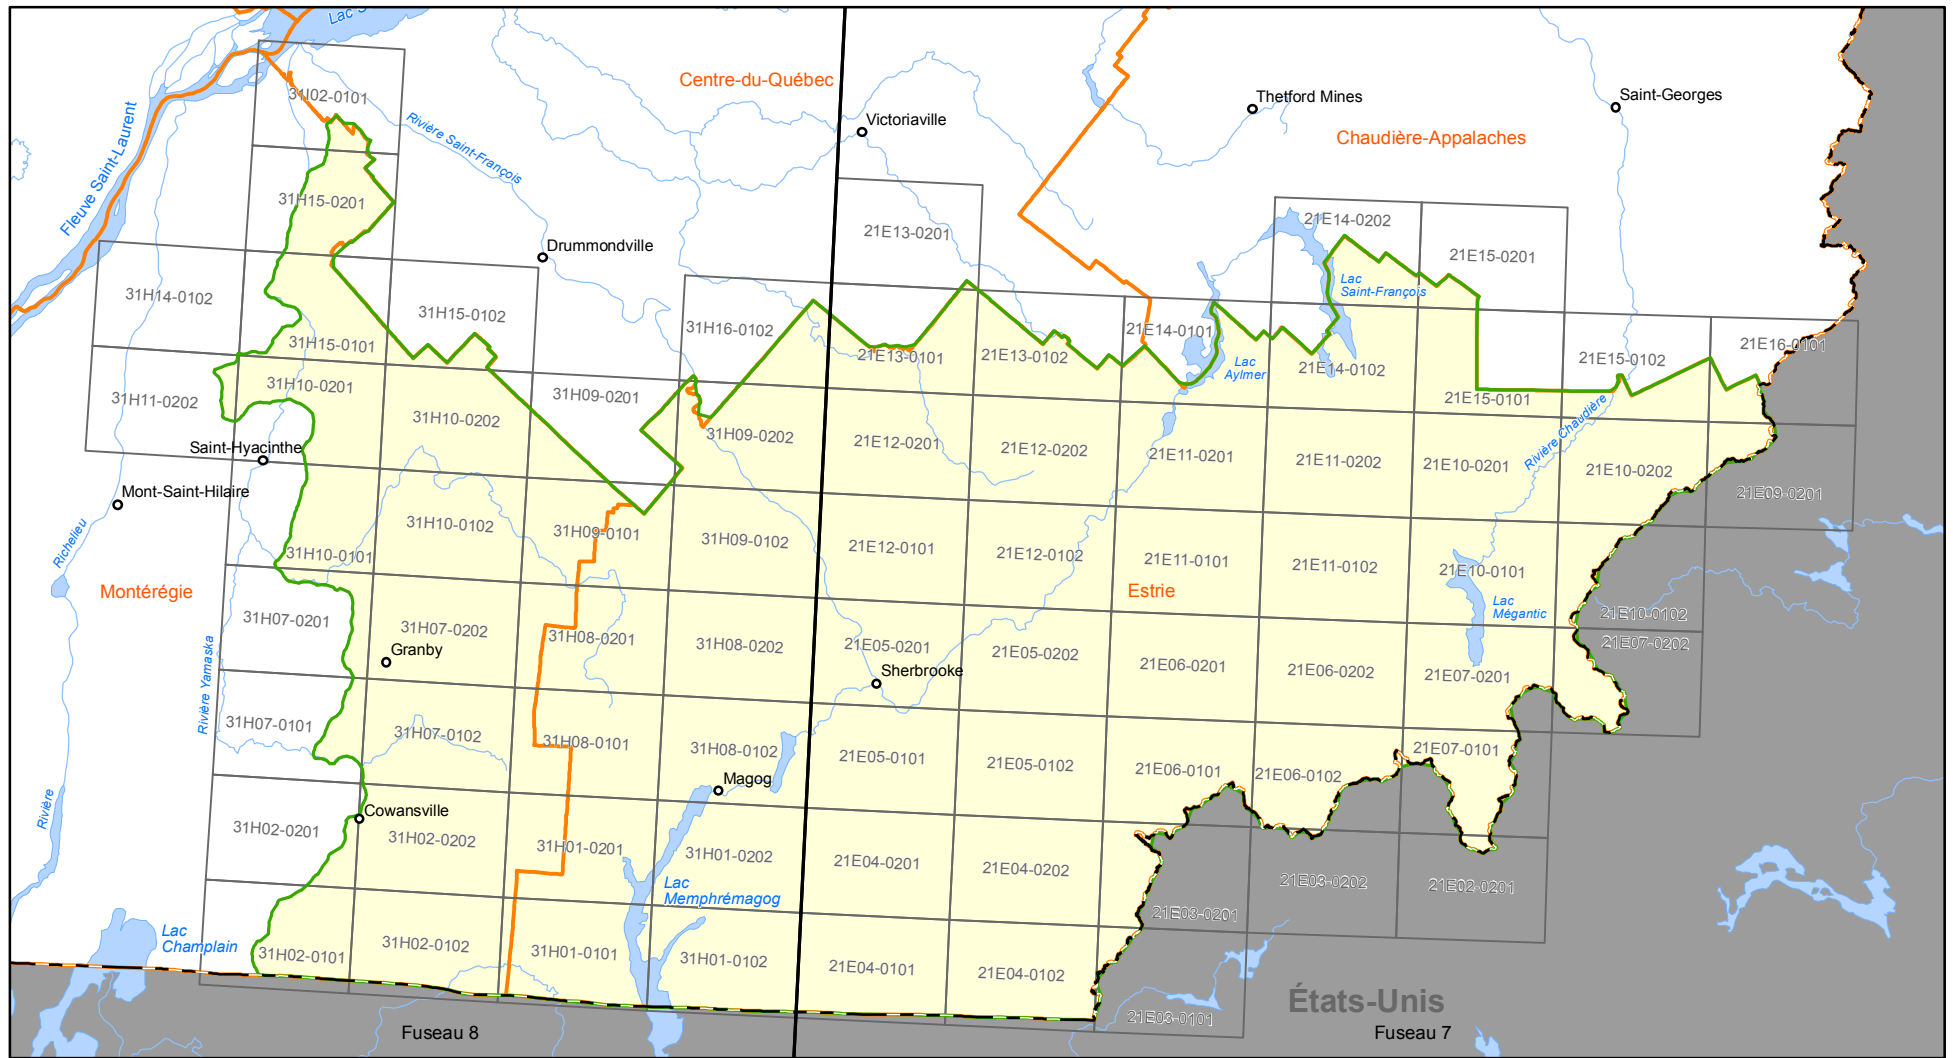 Lac S
31I02-0101
Centre-du-Québec
Thetford Mines
Saint-Georges
Fleuve Saint-Laurent
Rivière Saint-François
Victoriaville
Chaudière-Appalaches
31H15-0201
21E13-0201
21E14-0202
21E15-0201
Drummondville
31H14-0102
31H15-0102
31H16-0102
Lac
Saint-François
21E14-0101
31H15-0101
21E13-0101
21E13-0102
Lac
Aylmer
21E14-0102
21E15-0102
21E16-0101
31H11-0202
31H10-0201
31H10-0202
31H09-0201
31H09-0202
21E12-0201
21E12-0202
21E11-0201
21E11-0202
21E15-0101
21E10-0201
Rivière Chaudière
21E10-0202
21E09-0201
Saint-Hyacinthe
Mont-Saint-Hilaire
Richelieu
31H10-0101
31H10-0102
31H09-0101
31H09-0102
21E12-0101
21E12-0102
21E11-0101
21E11-0102
21E10-0101
21E10-0102
Montérégie
Estrie
Lac
Mégantic
31H07-0201
31H07-0202
31H08-0201
31H08-0202
21E05-0201
21E05-0202
21E06-0201
21E06-0202
21E07-0201
21E07-0202
Granby
Sherbrooke
Rivière Yamaska
31H07-0101
31H07-0102
31H08-0101
31H08-0102
21E05-0101
21E05-0102
21E06-0101
21E06-0102
21E07-0101
Magog
Rivière
Cowansville
31H02-0201
31H02-0202
31H01-0201
31H01-0202
21E04-0201
21E04-0202
21E03-0201
21E03-0202
21E02-0201
Lac
Memphrémagog
Lac
Champlain
31H02-0101
31H02-0102
31H01-0101
31H01-0102
21E04-0101
21E04-0102
21E03-0101
États-Unis
Fuseau 8
Fuseau 7